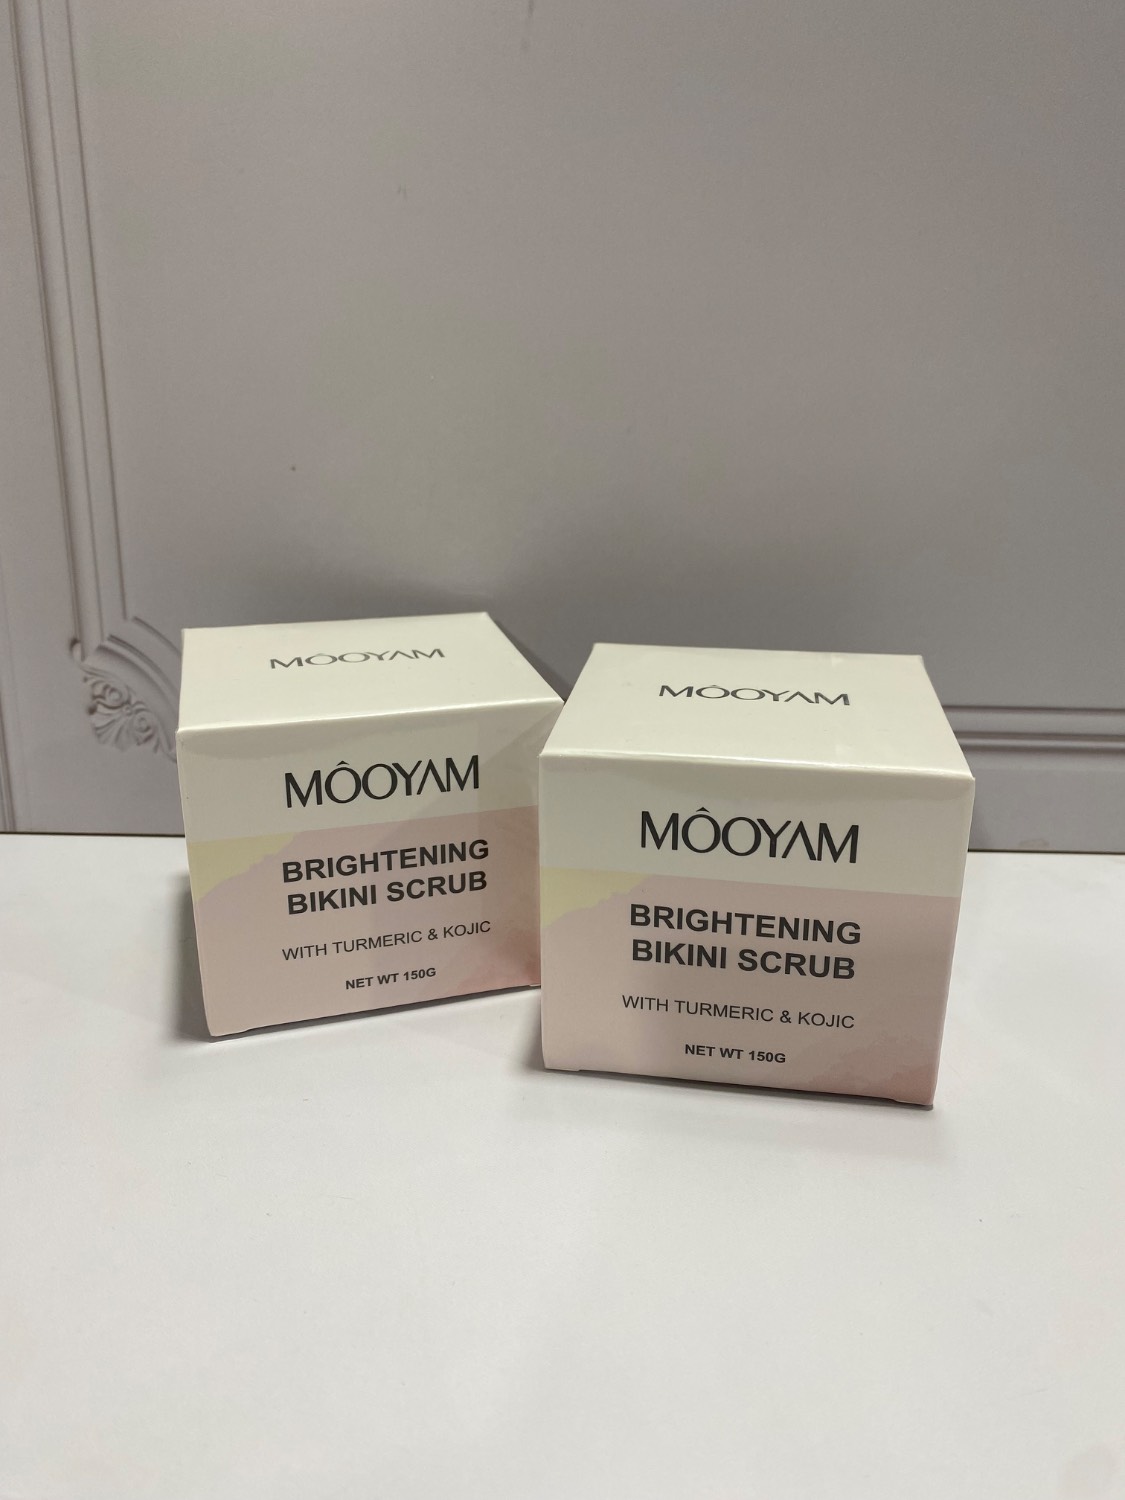 MÔOYAM
MÔOYAM
BRIGHTENING
BIKINI SCRUB
WITH TURMERIC & KOJIC
NET WT 150G
MÔOYAM
MÔOYAM
BRIGHTENING
BIKINI SCRUB
WITH TURMERIC & KOJIC
NET WT 150G